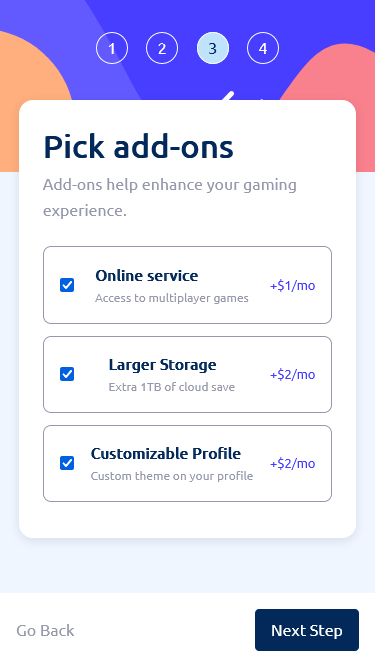 1 2 3 4
Pick add-ons
Add-ons help enhance your gaming
experience.
Online service
Access to multiplayer games
+$1/mo
Larger Storage
Extra 1TB of cloud save
+$2/mo
Customizable Profile
Custom theme on your profile
+$2/mo
Go Back
Next Step